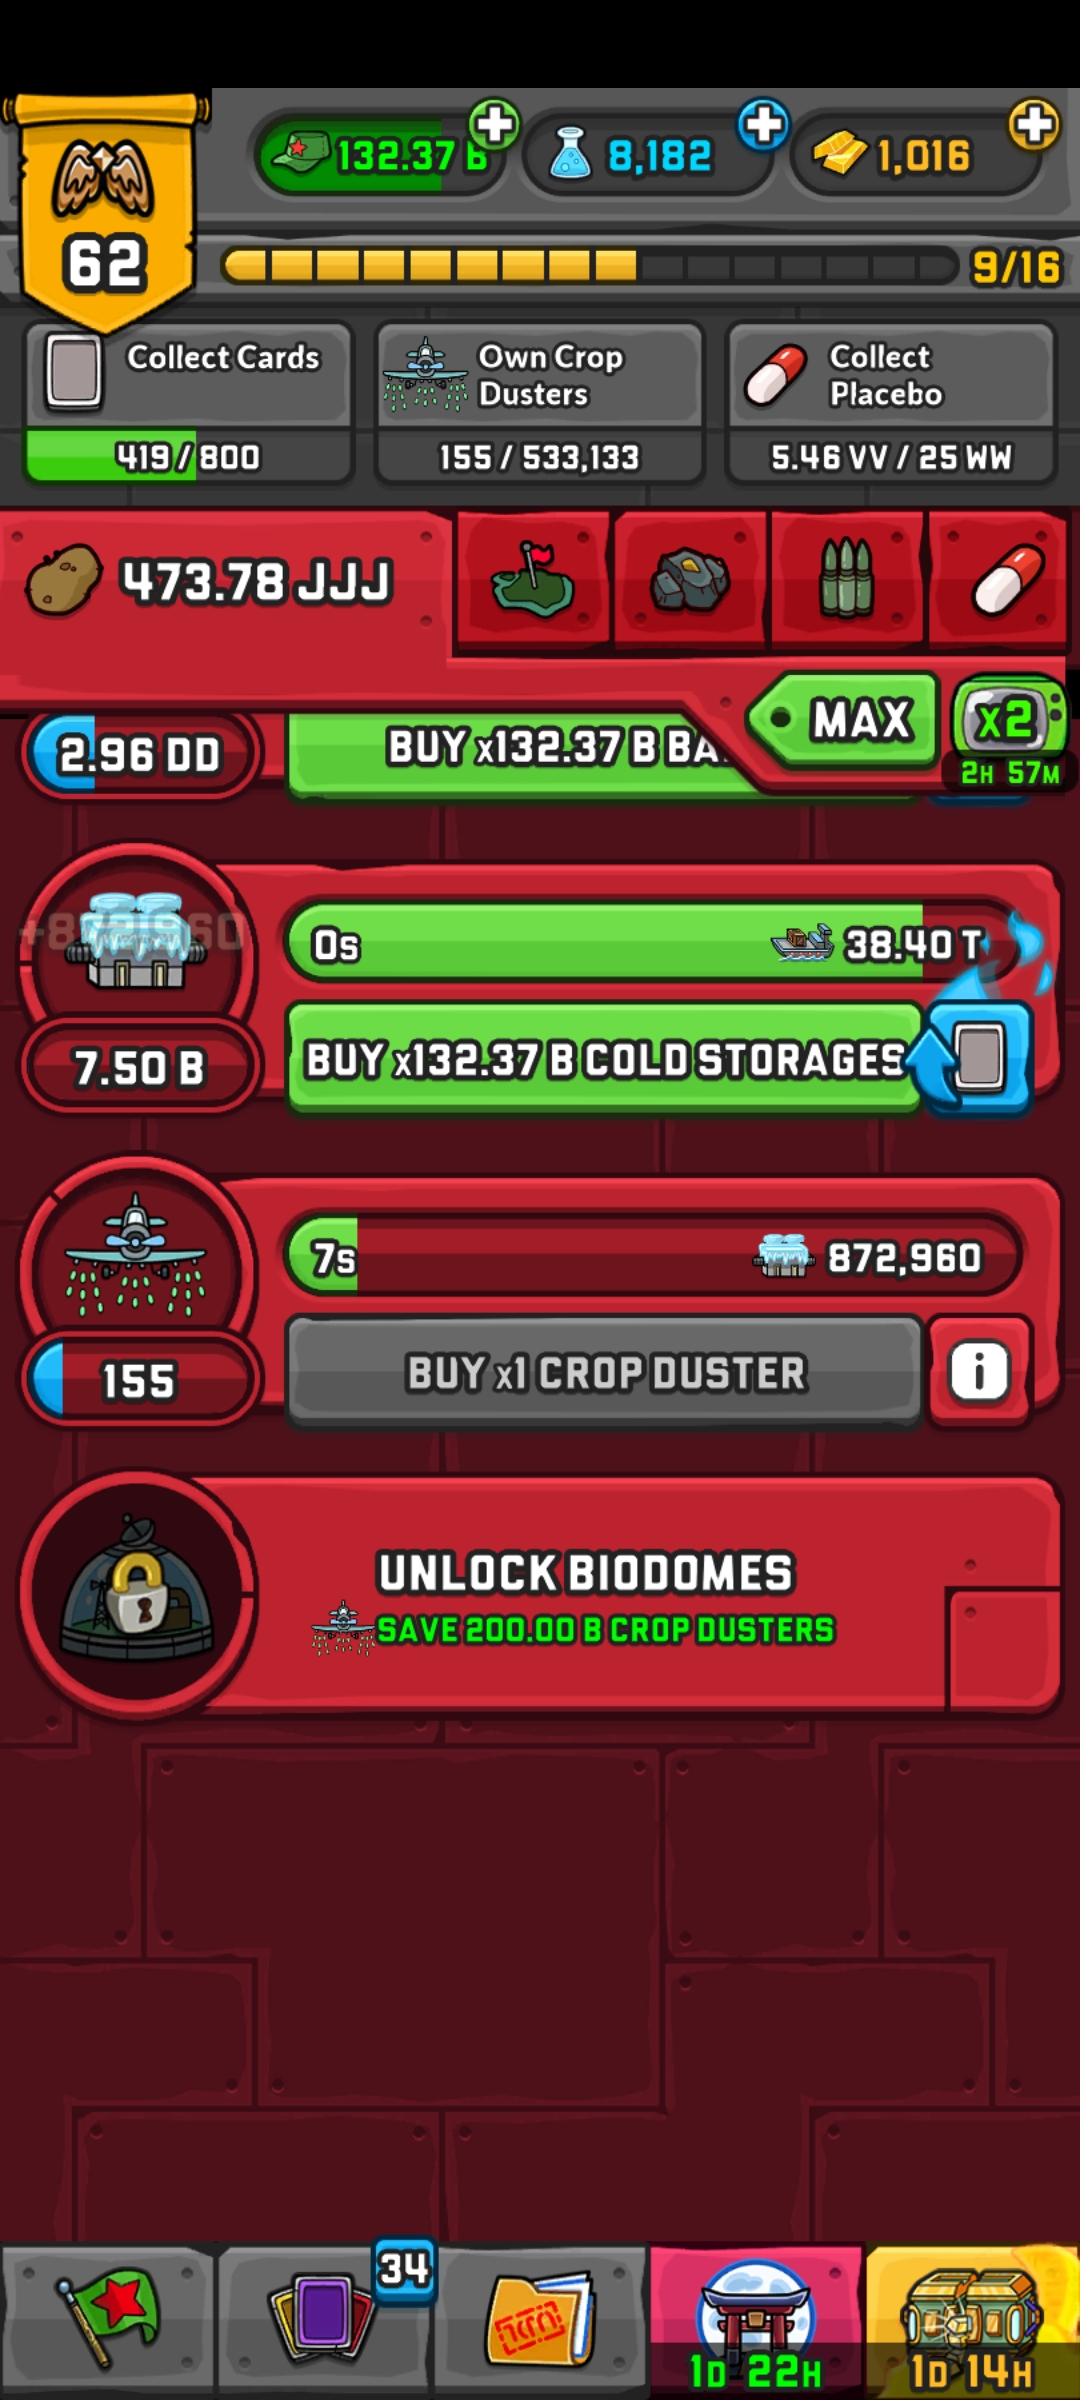 132.37 B
8,182
1,016
62
9/16
Collect Cards
419 / 800
Own Crop
Dusters
155 / 533,133
Collect
Placebo
5.46 VV / 25 WW
473.78 JJJ
MAX
X2
2H 57M
2.96 DD
BUY x132.37 B BA
+872,960
0s
38.40 T
7.50 B
BUY x132.37 B COLD STORAGES
7s
872,960
155
BUY x1 CROP DUSTER
i
UNLOCK BIODOMES
SAVE 200.00 B CROP DUSTERS
34
1D 22H
1D 14H